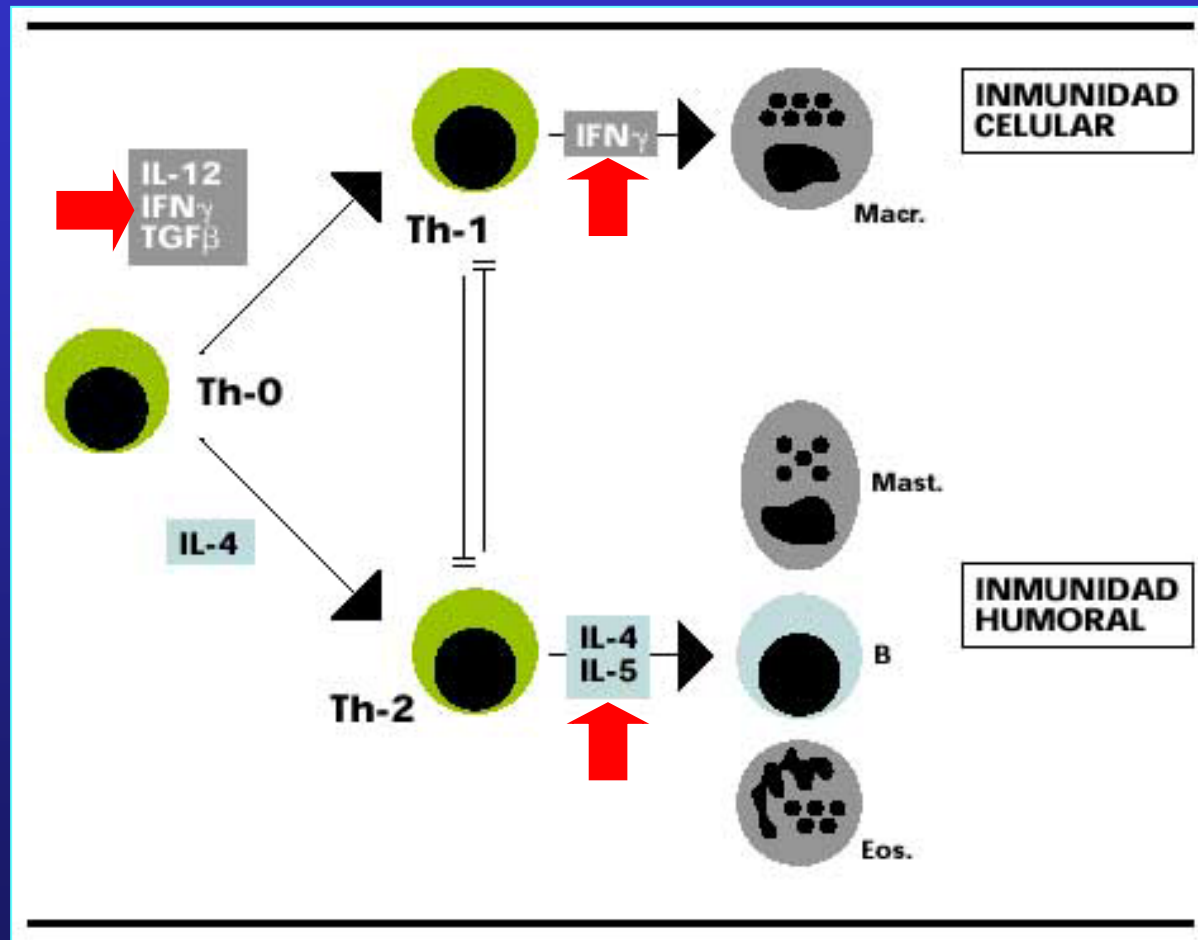 INMUNIDAD
CELULAR
IFNγ
Macr.
IL-12
IFNγ
TGFβ
Th-1
Th-0
IL-4
Mast.
INMUNIDAD
HUMORAL
IL-4
IL-5
B
Th-2
Eos.